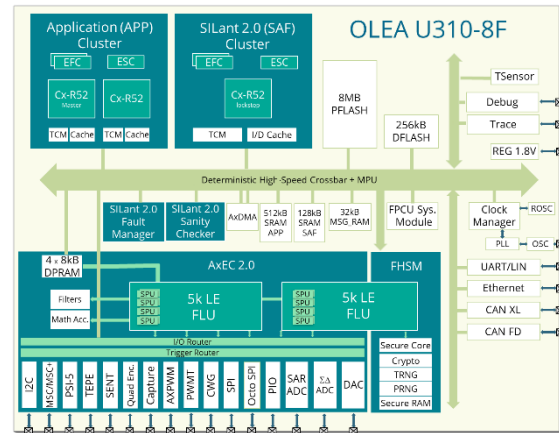 OLEA U310-8F
Application (APP)
Cluster
EFC
ESC
Cx-R52
Master
Cx-R52
TCM
Cache
TCM
Cache
SILant 2.0 (SAF)
Cluster
EFC
ESC
Cx-R52
lockstep
TCM
I/D Cache
8MB
PFLASH
256kB
DFLASH
TSensor
Debug
Trace
REG 1.8V
Deterministic High-Speed Crossbar + MPU
SILant 2.0
Fault
Manager
SILant 2.0
Sanity
Checker
AxDMA
512kB
SRAM
APP
128kB
SRAM
SAF
32kB
MSG_RAM
FPCU Sys.
Module
Clock
Manager
ROSC
PLL
OSC
4 x 8kB
DPRAM
AxEC 2.0
Filters
Math Acc.
SPU
SPU
SPU
SPU
5k LE
FLU
SPU
SPU
SPU
SPU
5k LE
FLU
I/O Router
Trigger Router
I2C
MSC/MSC+
PSI-5
TEPE
SENT
Quad Enc.
Capture
AXPWM
PWMT
CWG
SPI
Octo SPI
PIO
SAR
ADC
ΣΔ
ADC
DAC
FHSM
Secure Core
Crypto
TRNG
PRNG
Secure RAM
UART/LIN
Ethernet
CAN XL
CAN FD